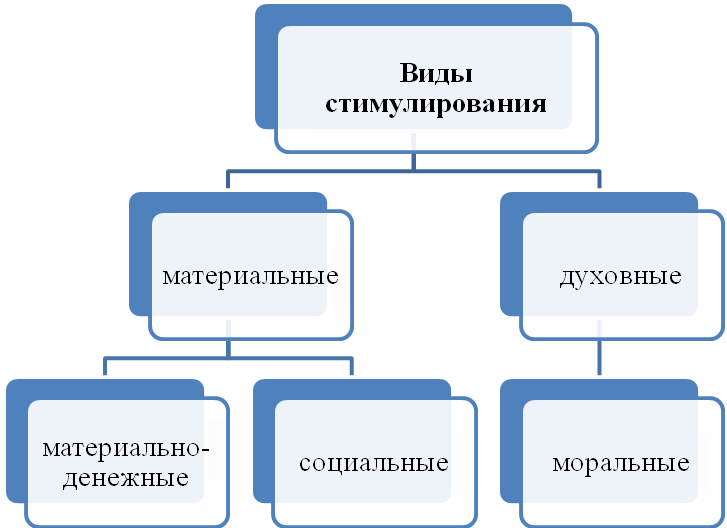 Виды
стимулирования
материальные
духовные
материально-
денежные
социальные
моральные